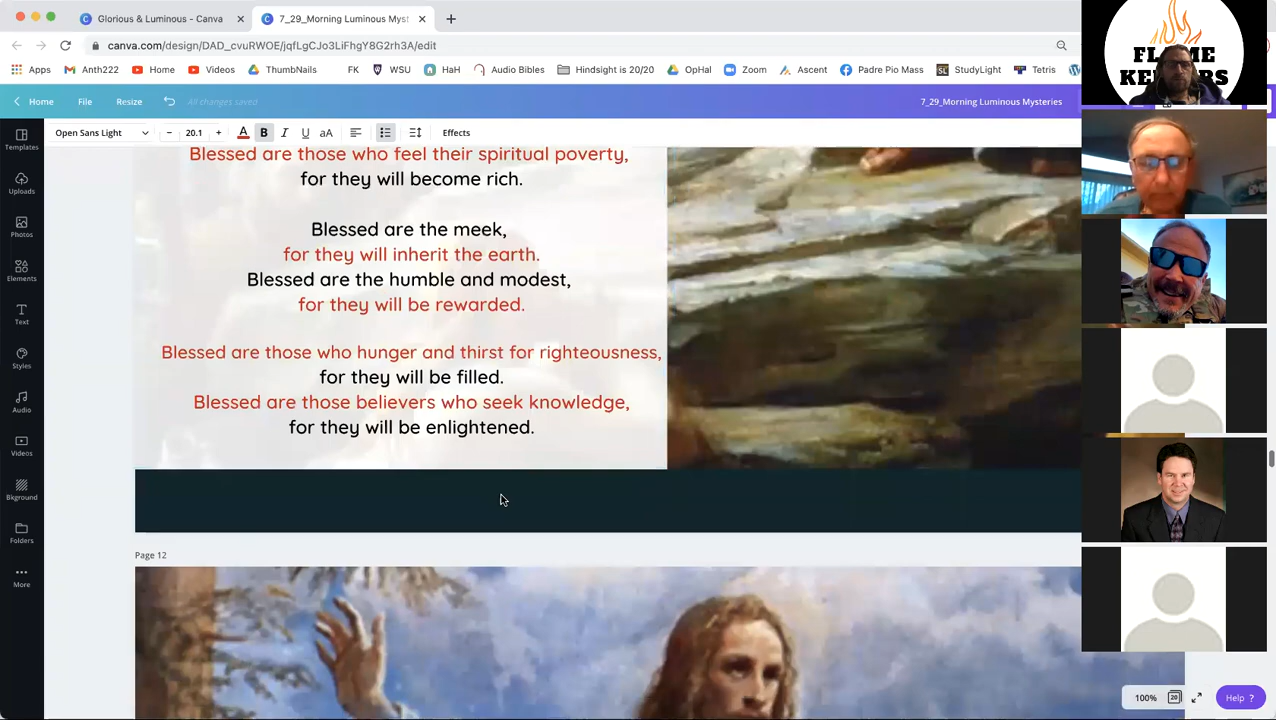 Glorious & Luminous - Canva
7_29_Morning Luminous Myst
canva.com/design/DAD_cvuRWOE/jqfLgCJo3LiFhgY8G2rh3A/edit
Apps
Anth222
Home
Videos
ThumbNails
FK
WSU
HaH
Audio Bibles
Hindsight is 20/20
OpHal
Zoom
Ascent
Padre Pio Mass
StudyLight
Tetris
FLAME
KEEPERS
Home
File
Resize
All changes saved
7_29_Morning Luminous Mysteries
Open Sans Light
20.1
A
B
I
U
aA
Effects
Templates
Uploads
Photos
Elements
Text
Styles
Audio
Videos
Bkground
Folders
More
Blessed are those who feel their spiritual poverty,
for they will become rich.
Blessed are the meek,
for they will inherit the earth.
Blessed are the humble and modest,
for they will be rewarded.
Blessed are those who hunger and thirst for righteousness,
for they will be filled.
Blessed are those believers who seek knowledge,
for they will be enlightened.
Page 12
100%
20
Help ?